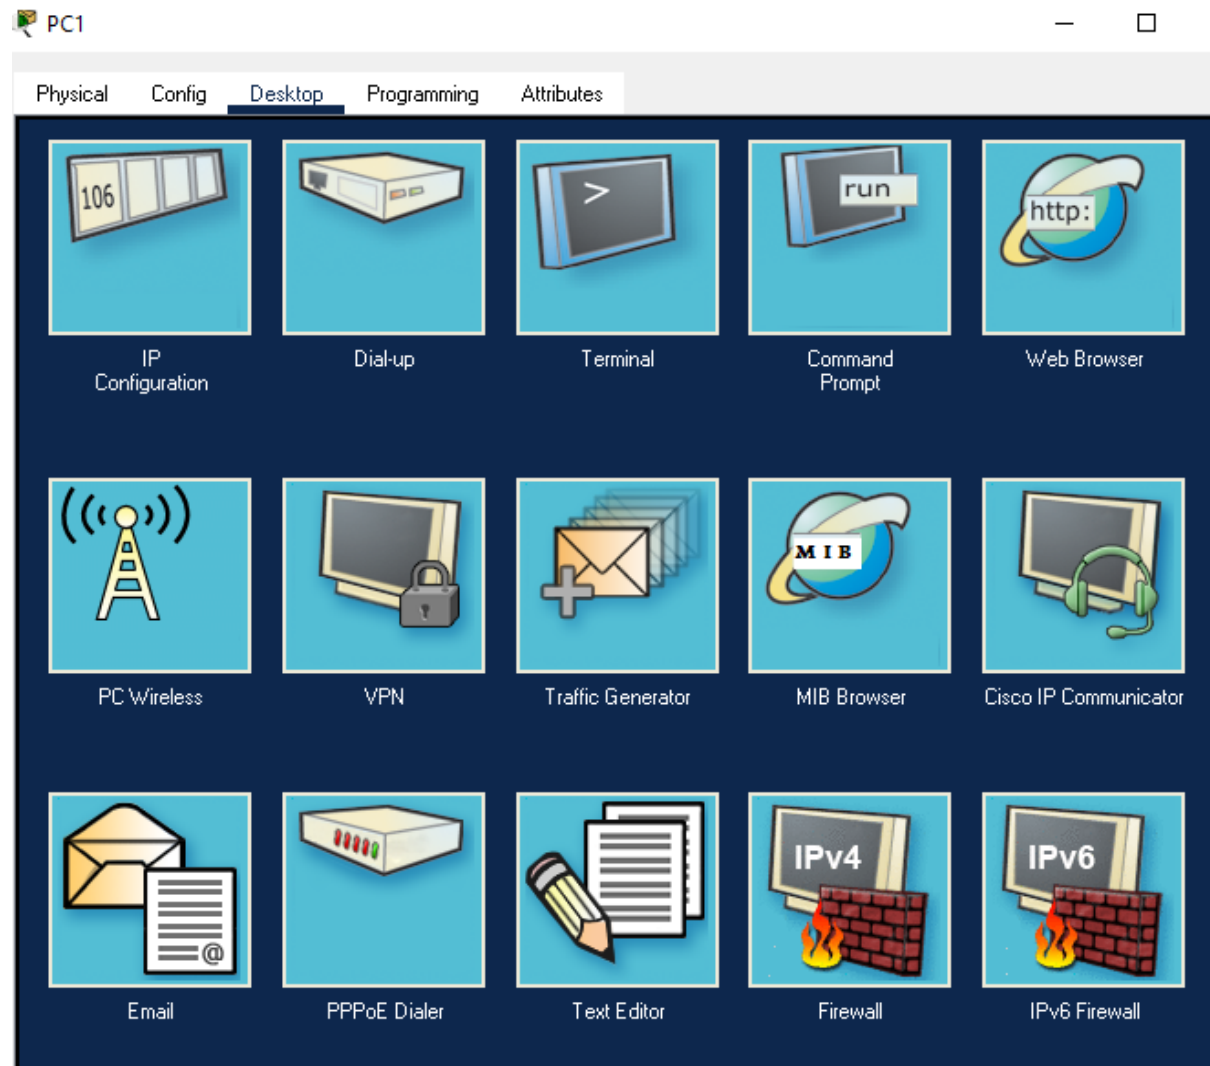 PC1
Physical Config Desktop Programming Attributes
106
>
run
http:
IP
Configuration
Dial-up
Terminal
Command
Prompt
Web Browser
MIB
PC Wireless
VPN
Traffic Generator
MIB Browser
Cisco IP Communicator
@
IPv4
IPv6
Email
PPPoE Dialer
Text Editor
Firewall
IPv6 Firewall